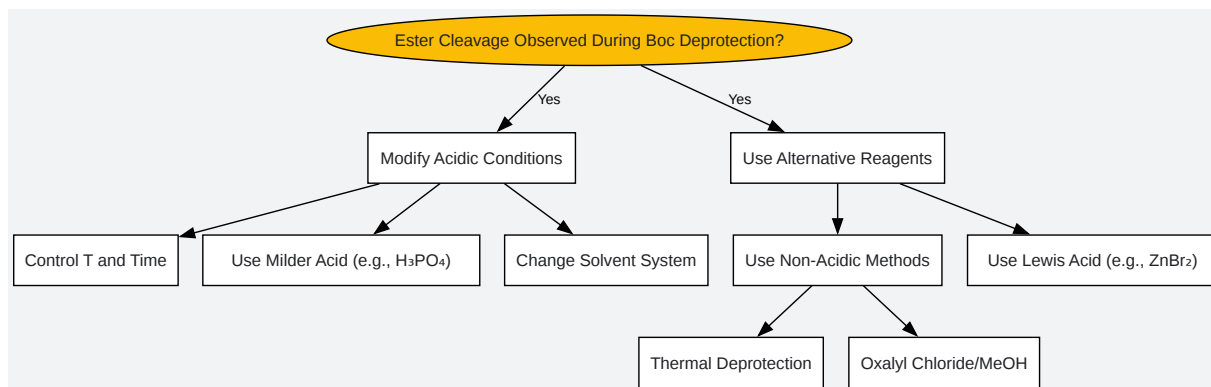 Ester Cleavage Observed During Boc Deprotection?
Yes
Yes
Modify Acidic Conditions
Use Alternative Reagents
Control T and Time
Use Milder Acid (e.g., H₃PO₄)
Change Solvent System
Use Non-Acidic Methods
Use Lewis Acid (e.g., ZnBr₂)
Thermal Deprotection
Oxalyl Chloride/MeOH